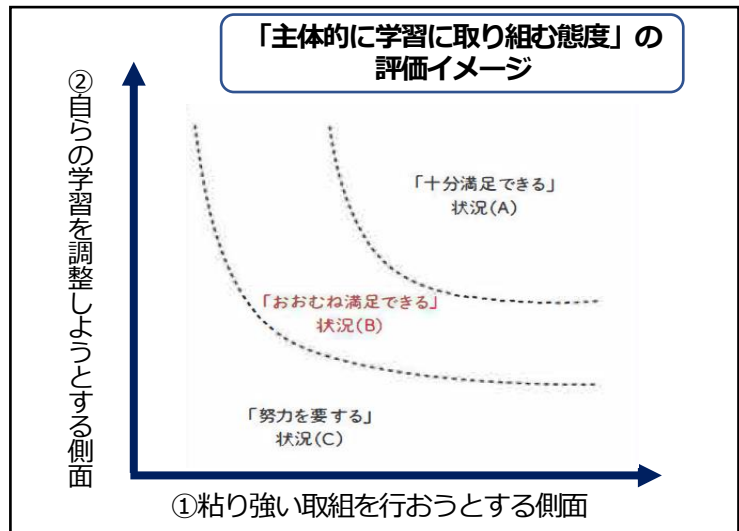 「主体的に学習に取り組む態度」の
評価イメージ
②自らの学習を調整しようとする側面
「十分満足できる」
状況(A)
「おおむね満足できる」
状況(B)
「努力を要する」
状況(C)
①粘り強い取組を行おうとする側面